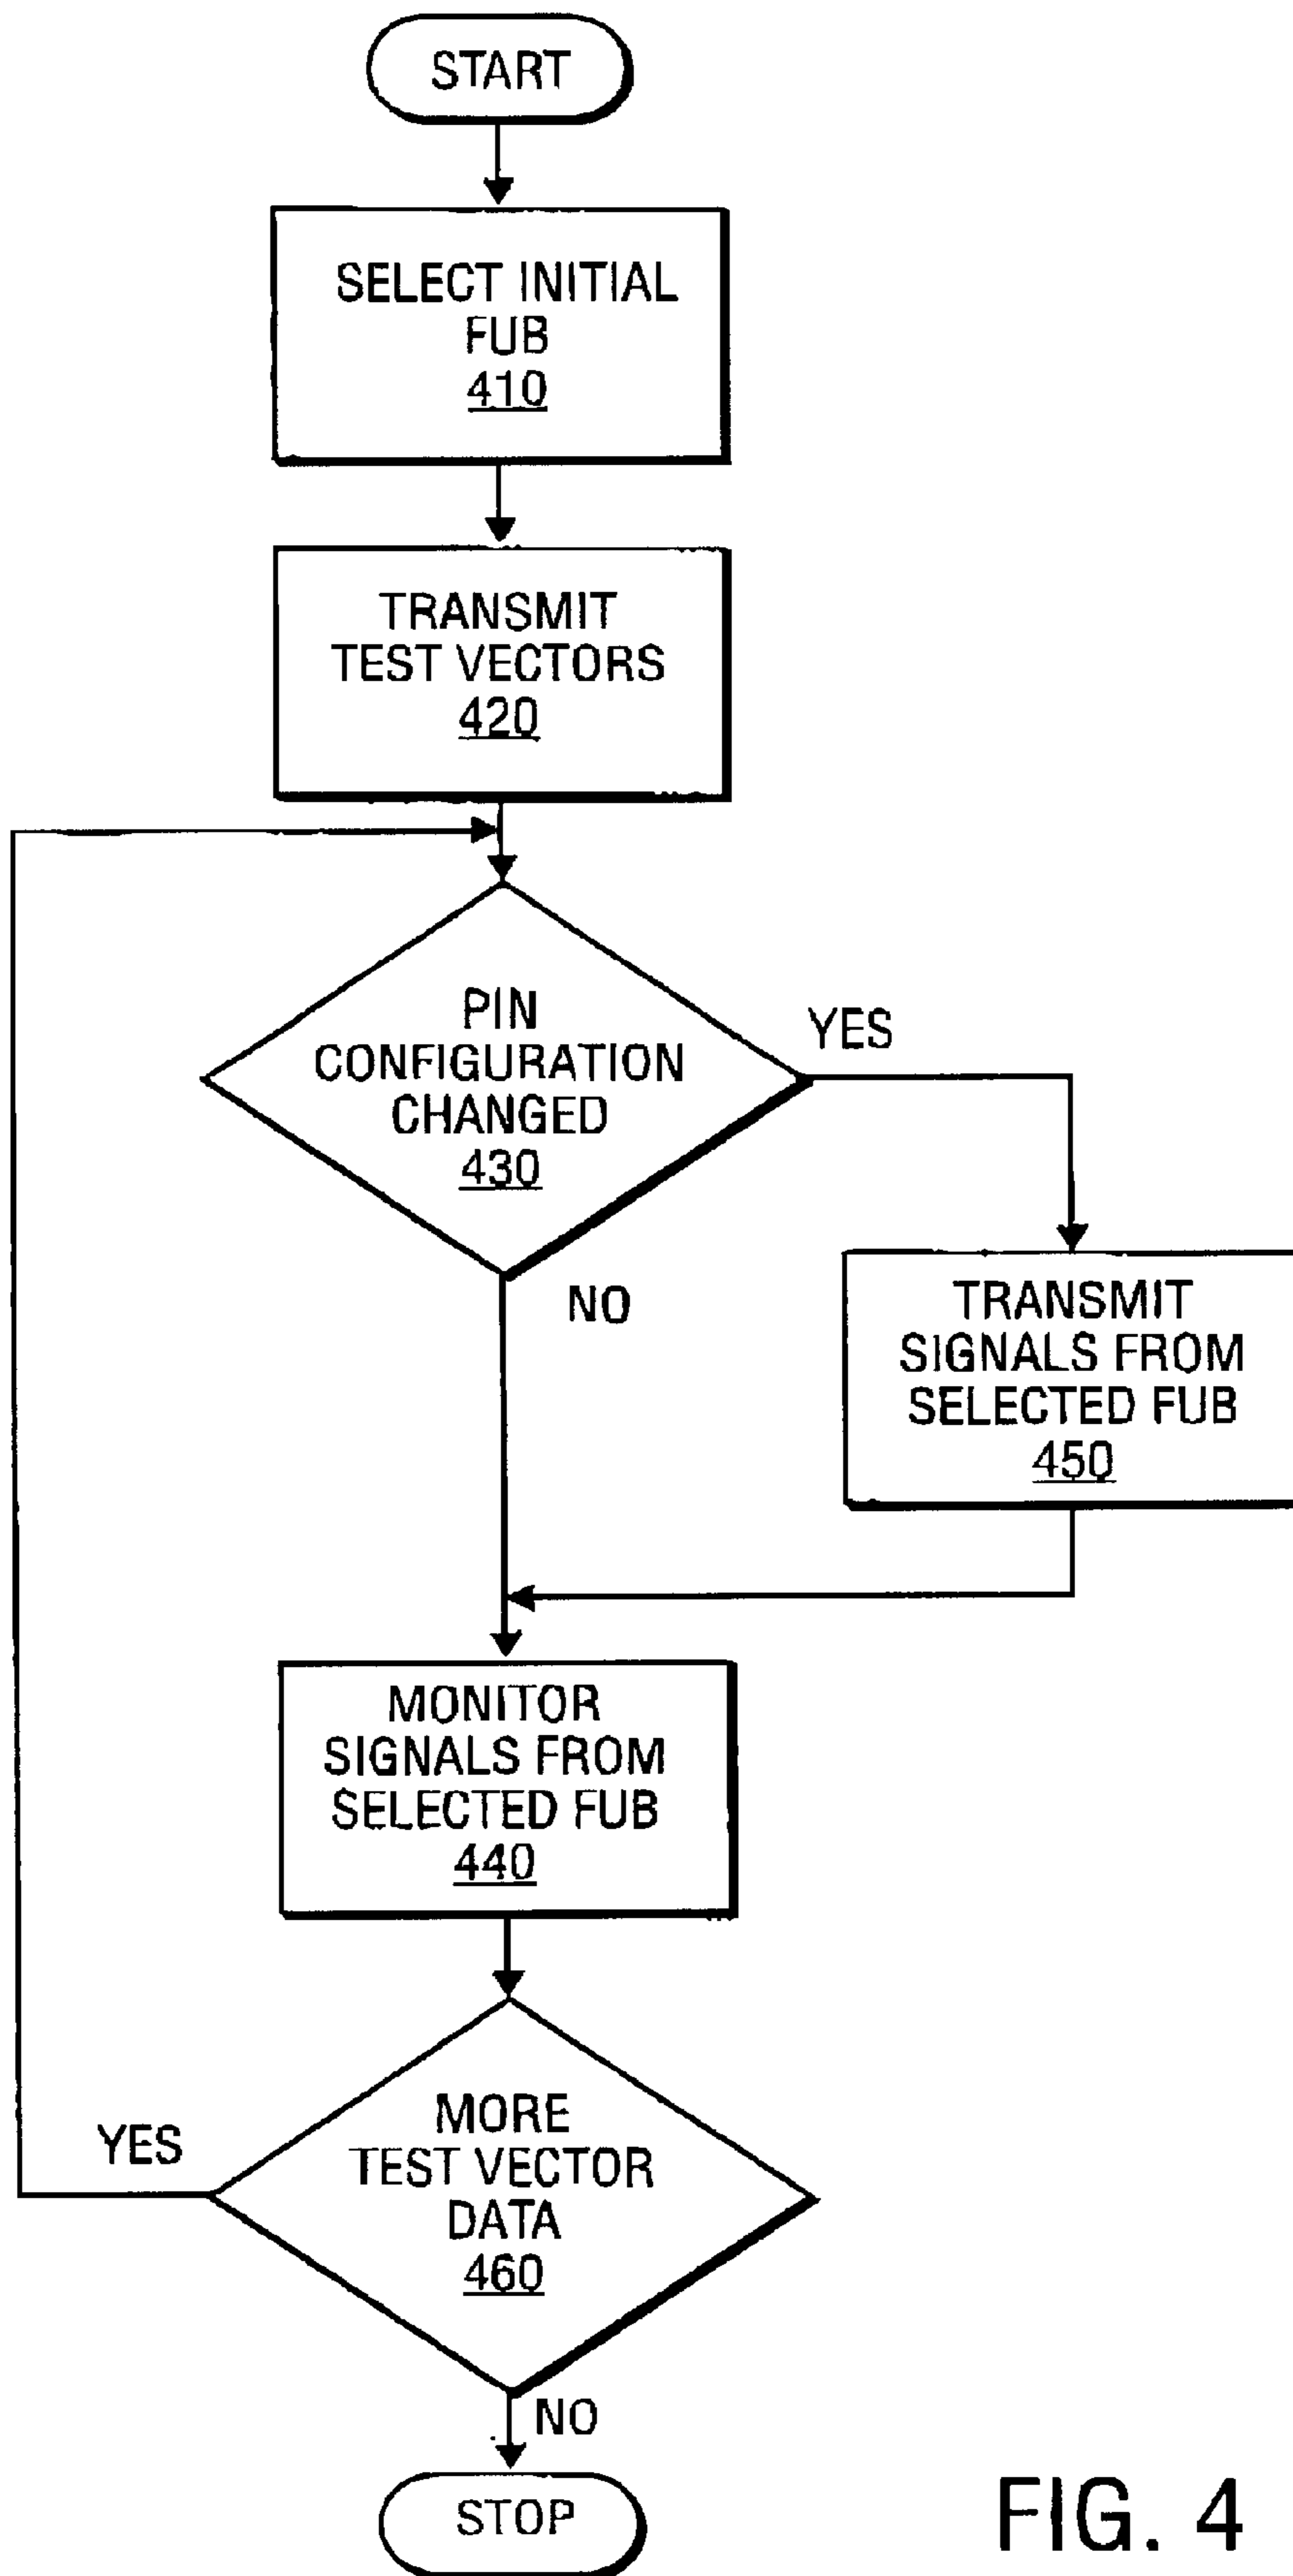 START
SELECT INITIAL
FUB
410
TRANSMIT
TEST VECTORS
420
PIN
CONFIGURATION
CHANGED
430
YES
NO
TRANSMIT
SIGNALS FROM
SELECTED FUB
450
MONITOR
SIGNALS FROM
SELECTED FUB
440
YES
MORE
TEST VECTOR
DATA
460
NO
STOP
FIG. 4